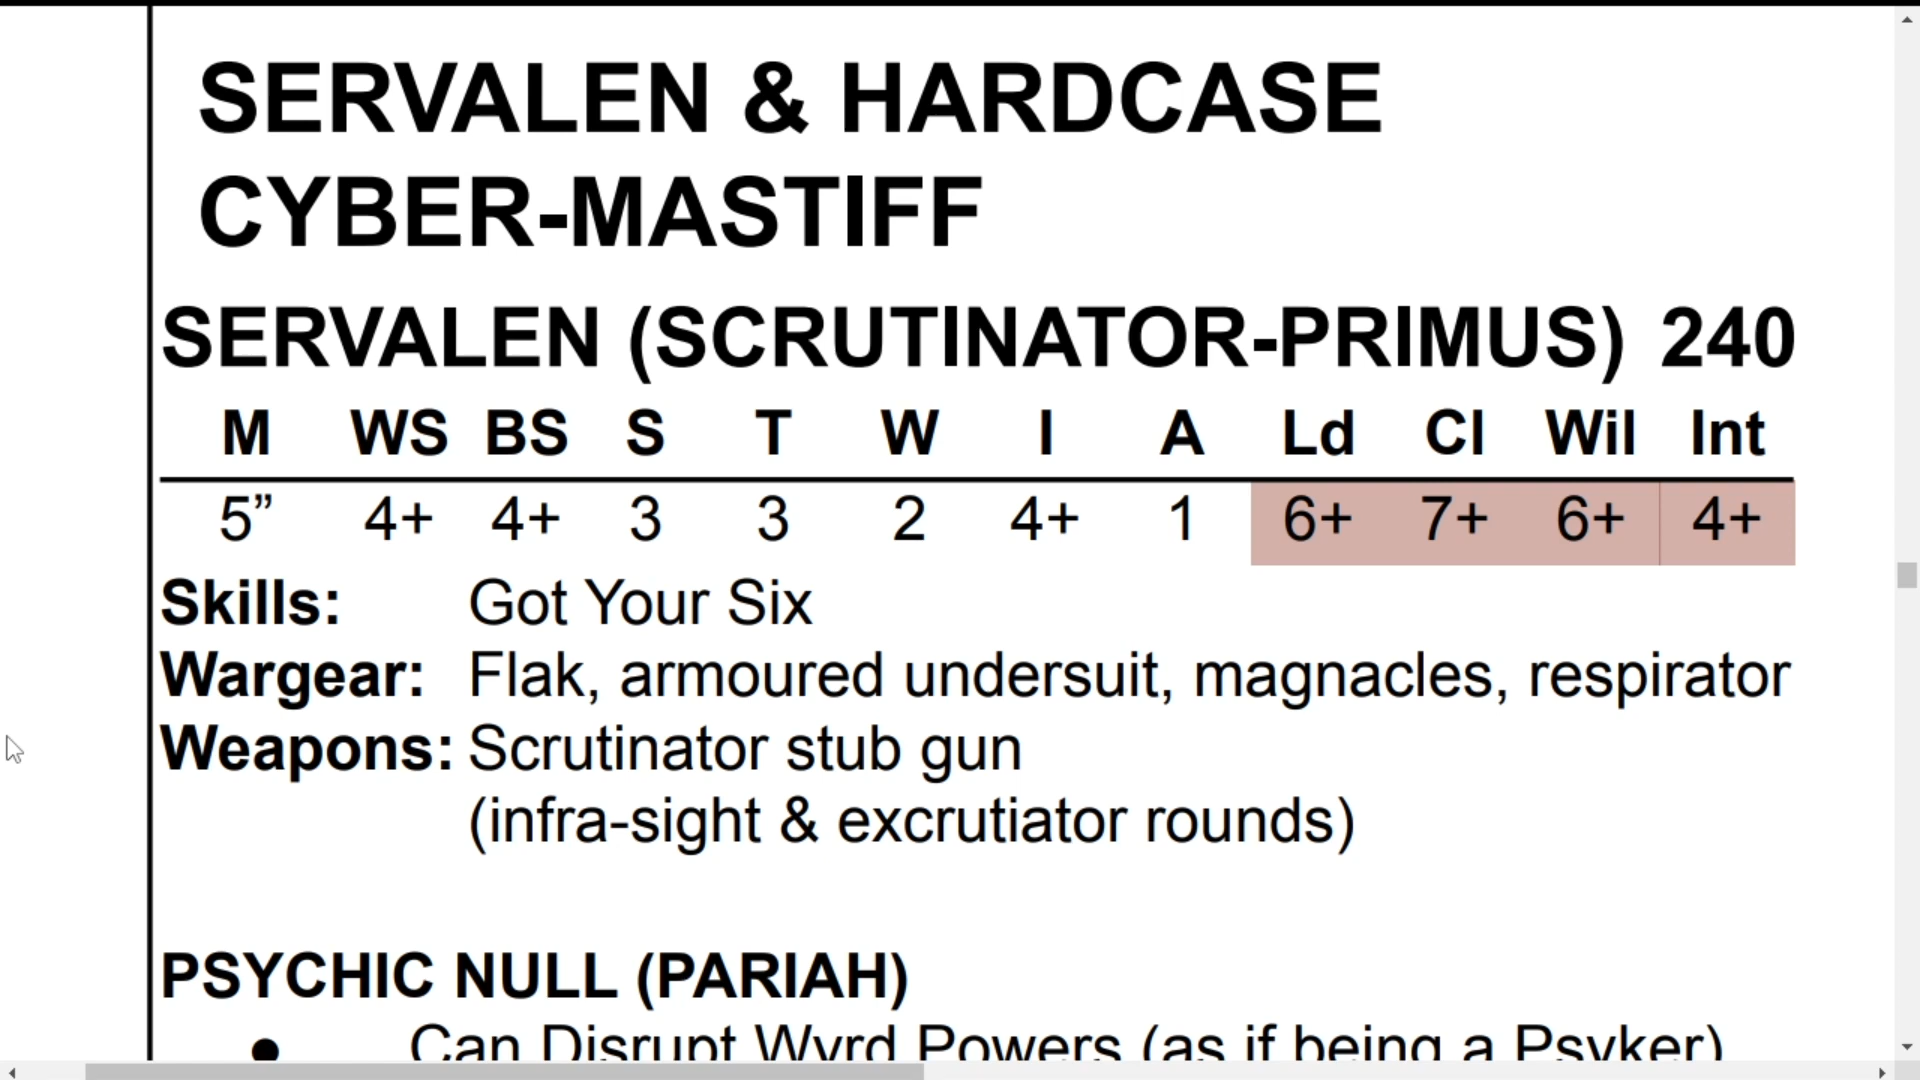 SERVALEN & HARDCASE
CYBER-MASTIFF
SERVALEN (SCRUTINATOR-PRIMUS) 240
M WS BS S T W I A Ld Cl Wil Int
5” 4+ 4+ 3 3 2 4+ 1 6+ 7+ 6+ 4+
Skills: Got Your Six
Wargear: Flak, armoured undersuit, magnacles, respirator
Weapons: Scrutinator stub gun
(infra-sight & excrutiator rounds)
PSYCHIC NULL (PARIAH)
● Can Disrupt Wyrd Powers (as if being a Psyker)